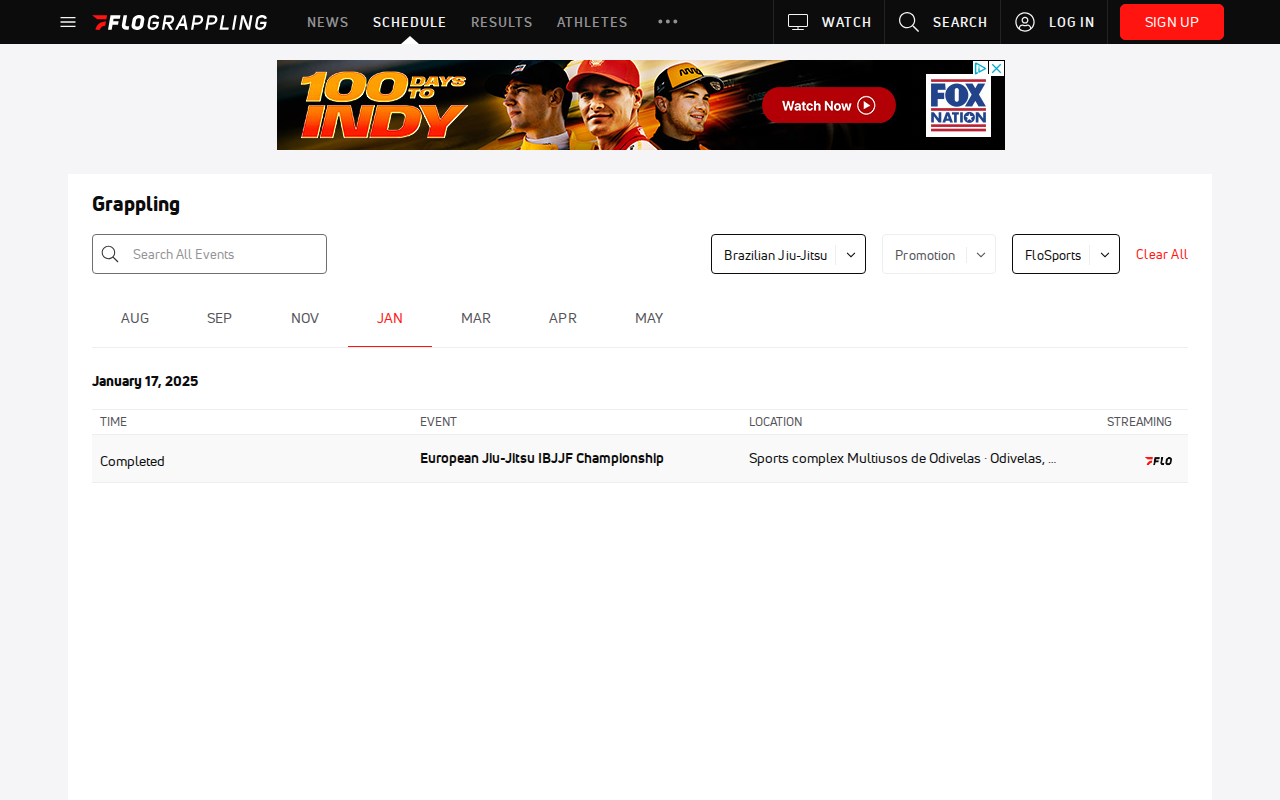 FLOGRAPPLING NEWS SCHEDULE RESULTS ATHLETES WATCH SEARCH LOG IN SIGN UP
100 DAYS TO INDY Watch Now FOX NATION
Grappling
Search All Events Brazilian Jiu-Jitsu Promotion FloSports Clear All
AUG SEP NOV JAN MAR APR MAY
January 17, 2025
TIME EVENT LOCATION STREAMING
Completed European Jiu-Jitsu IBJJF Championship Sports complex Multiusos de Odivelas · Odivelas, ... FLO